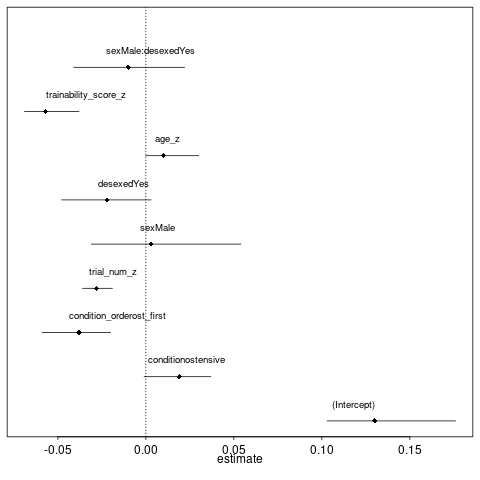 sexMale:desexedYes
trainability_score_z
age_z
desexedYes
sexMale
trial_num_z
condition_orderost_first
conditionostensive
(Intercept)
-0.05 0.00 0.05 0.10 0.15
estimate